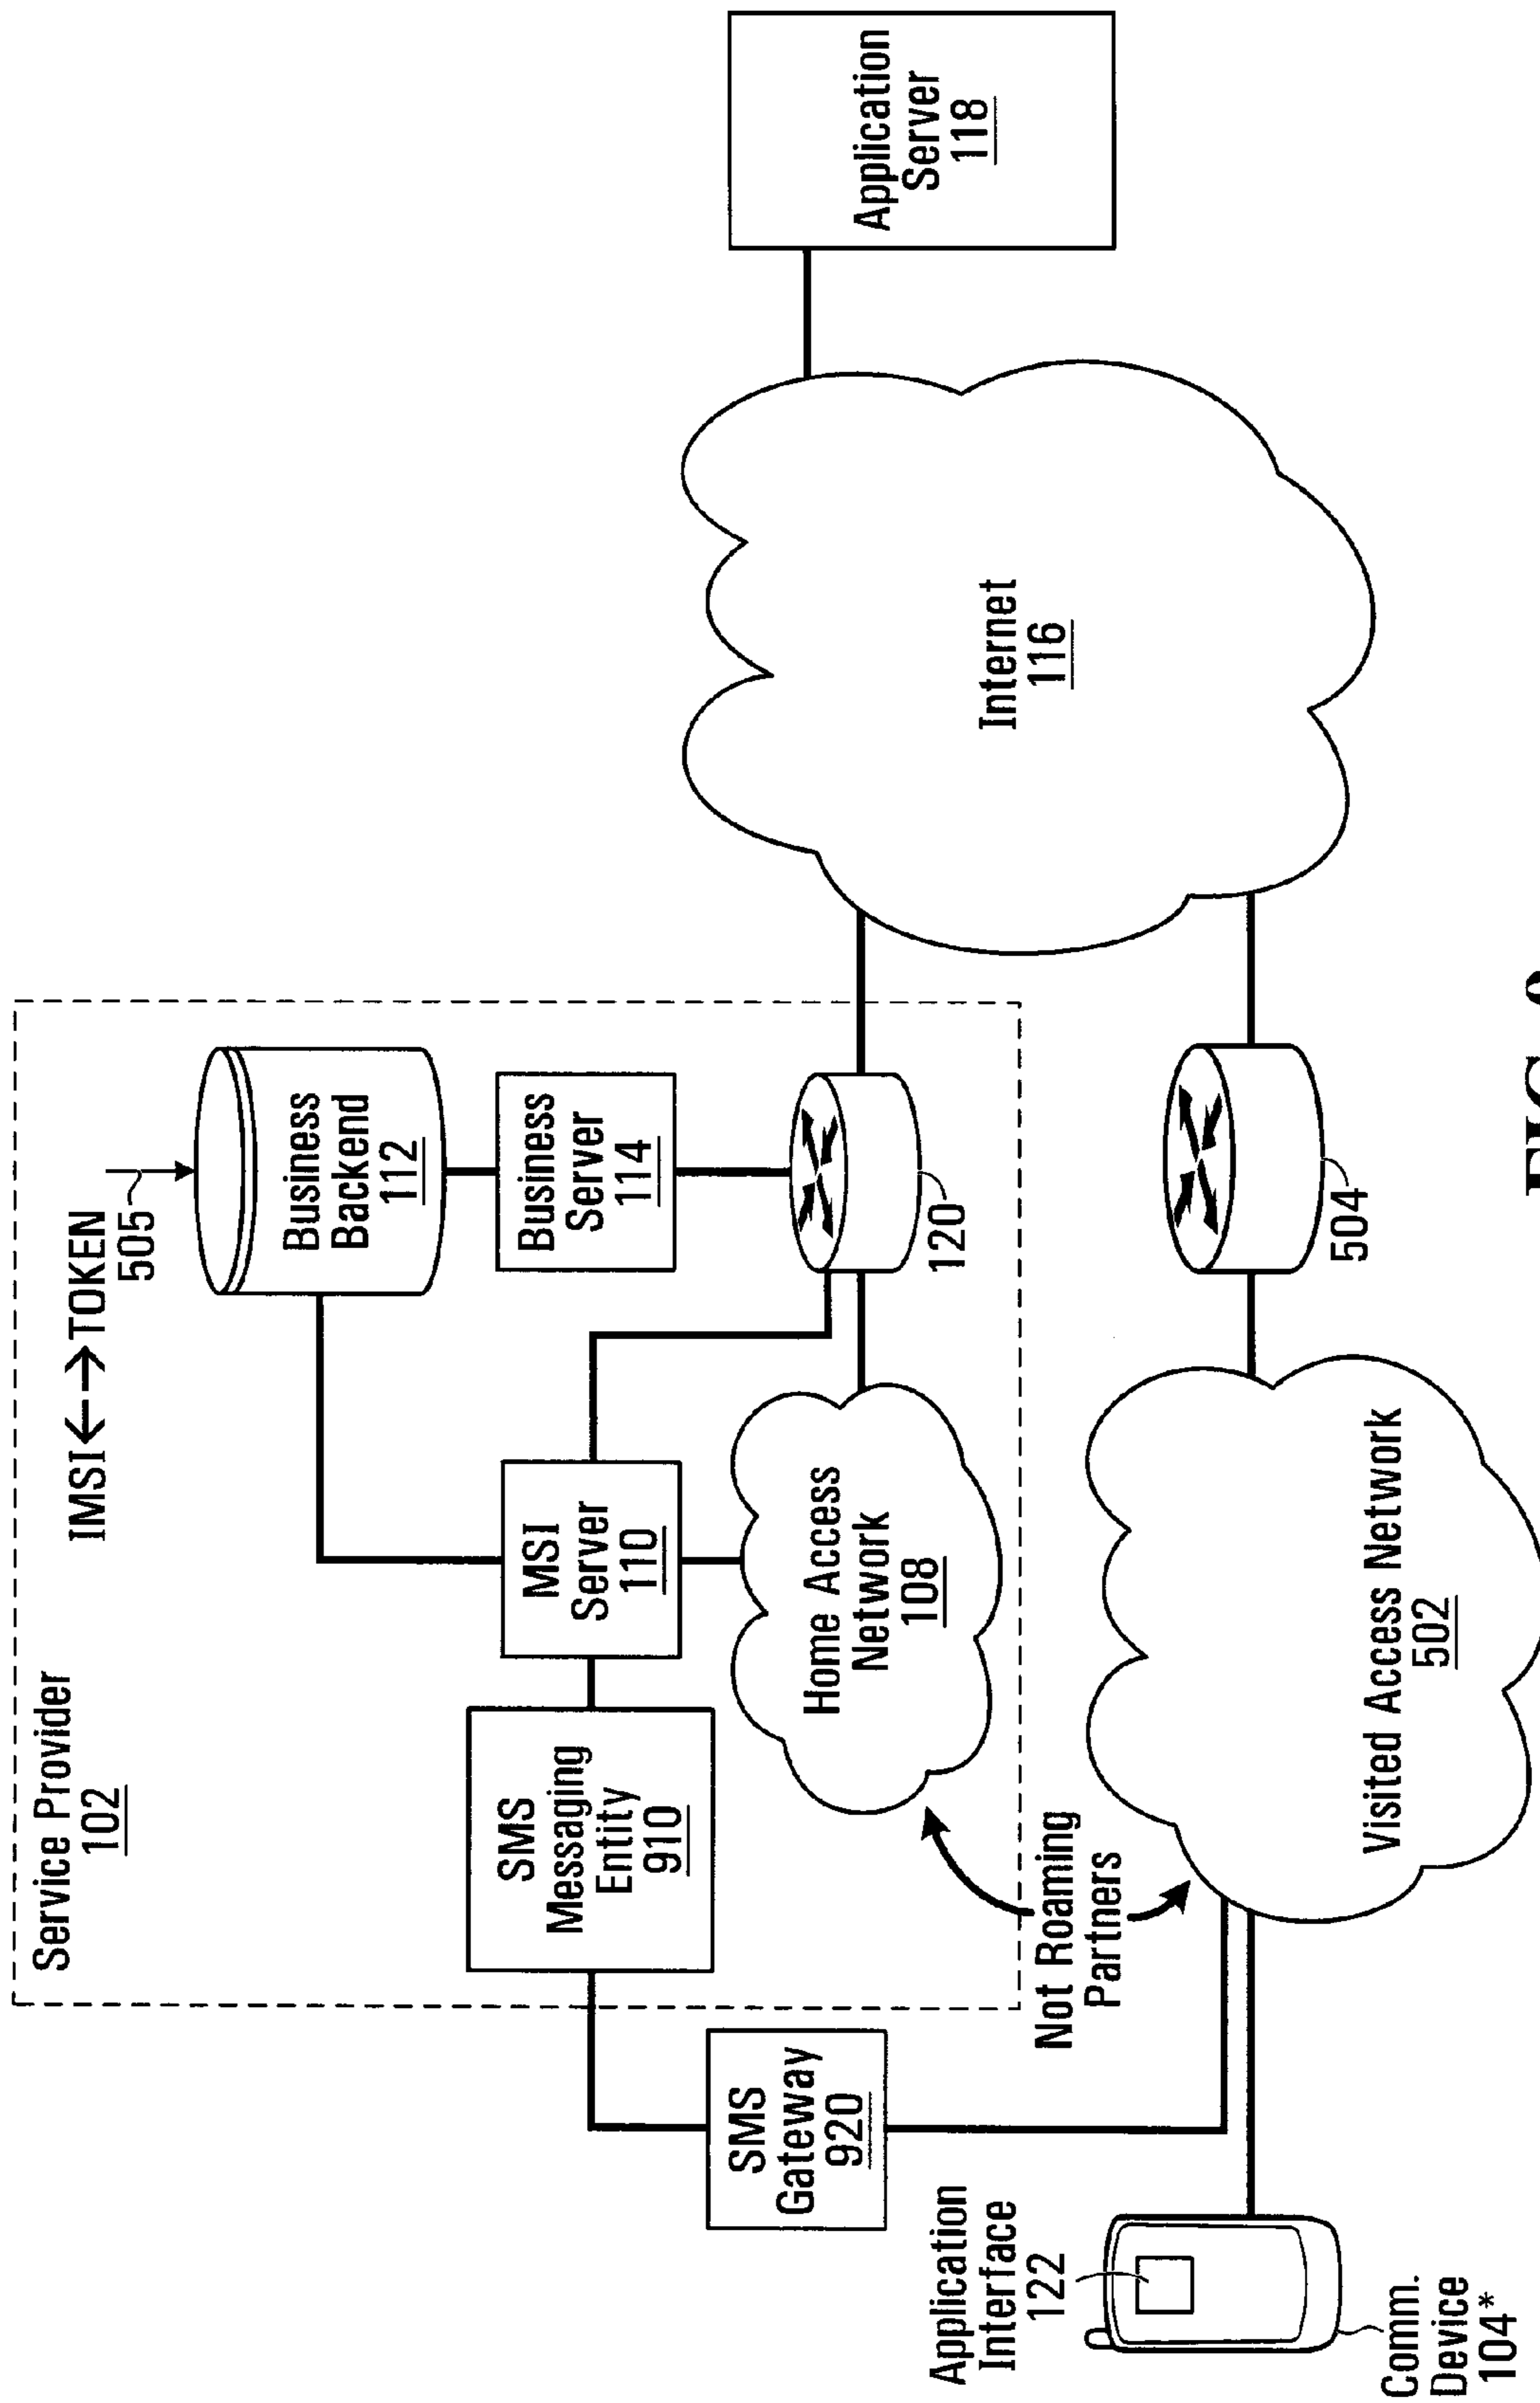 Service Provider
102
IMSI←→TOKEN
505
Business
Backend
112
SMS
Messaging
Entity
910
MSI
Server
110
Business
Server
114
SMS
Gateway
920
Home Access
Network
108
120
Internet
116
Application
Server
118
Not Roaming
Partners
Application
Interface
122
Comm.
Device
104*
Visited Access Network
502
504